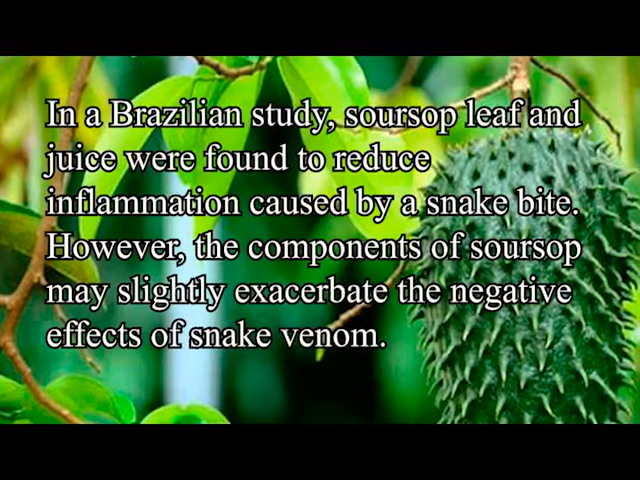 In a Brazilian study, soursop leaf and
juice were found to reduce
inflammation caused by a snake bite.
However, the components of soursop
may slightly exacerbate the negative
effects of snake venom.